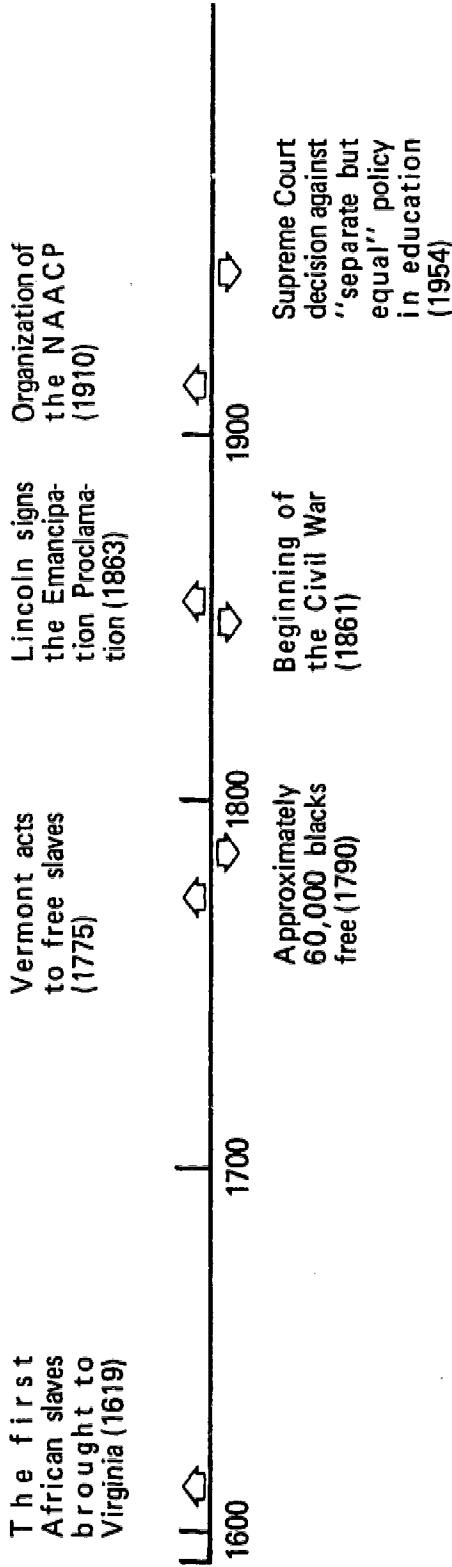 The first
African slaves
brought to
Virginia (1619)
Vermont acts
to free slaves
(1775)
Lincoln signs
the Emancipa-
tion Proclama-
tion (1863)
Organization of
the NAACP
(1910)
1600
1700
1800
1900
Approximately
60,000 blacks
free (1790)
Beginning of
the Civil War
(1861)
Supreme Court
decision against
"separate but
equal" policy
in education
(1954)